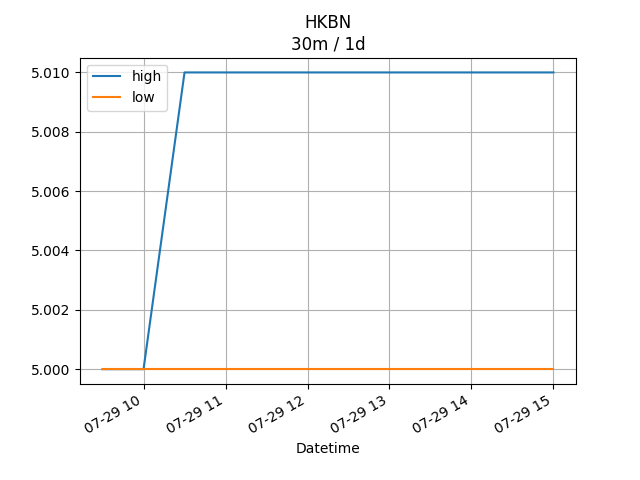 HKBN
30m / 1d
high
low
5.010
5.008
5.006
5.004
5.002
5.000
07-29 10
07-29 11
07-29 12
07-29 13
07-29 14
07-29 15
Datetime